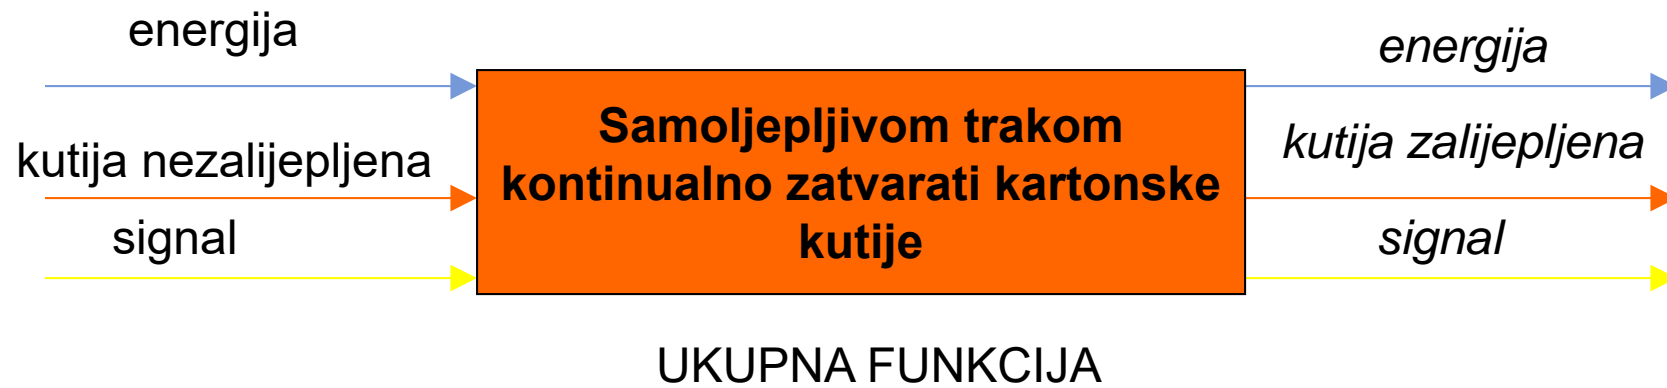 energija
kutija nezalijepljena
signal
Samoljepljivom trakom
kontinualno zatvarati kartonske
kutije
energija
kutija zalijepljena
signal
UKUPNA FUNKCIJA